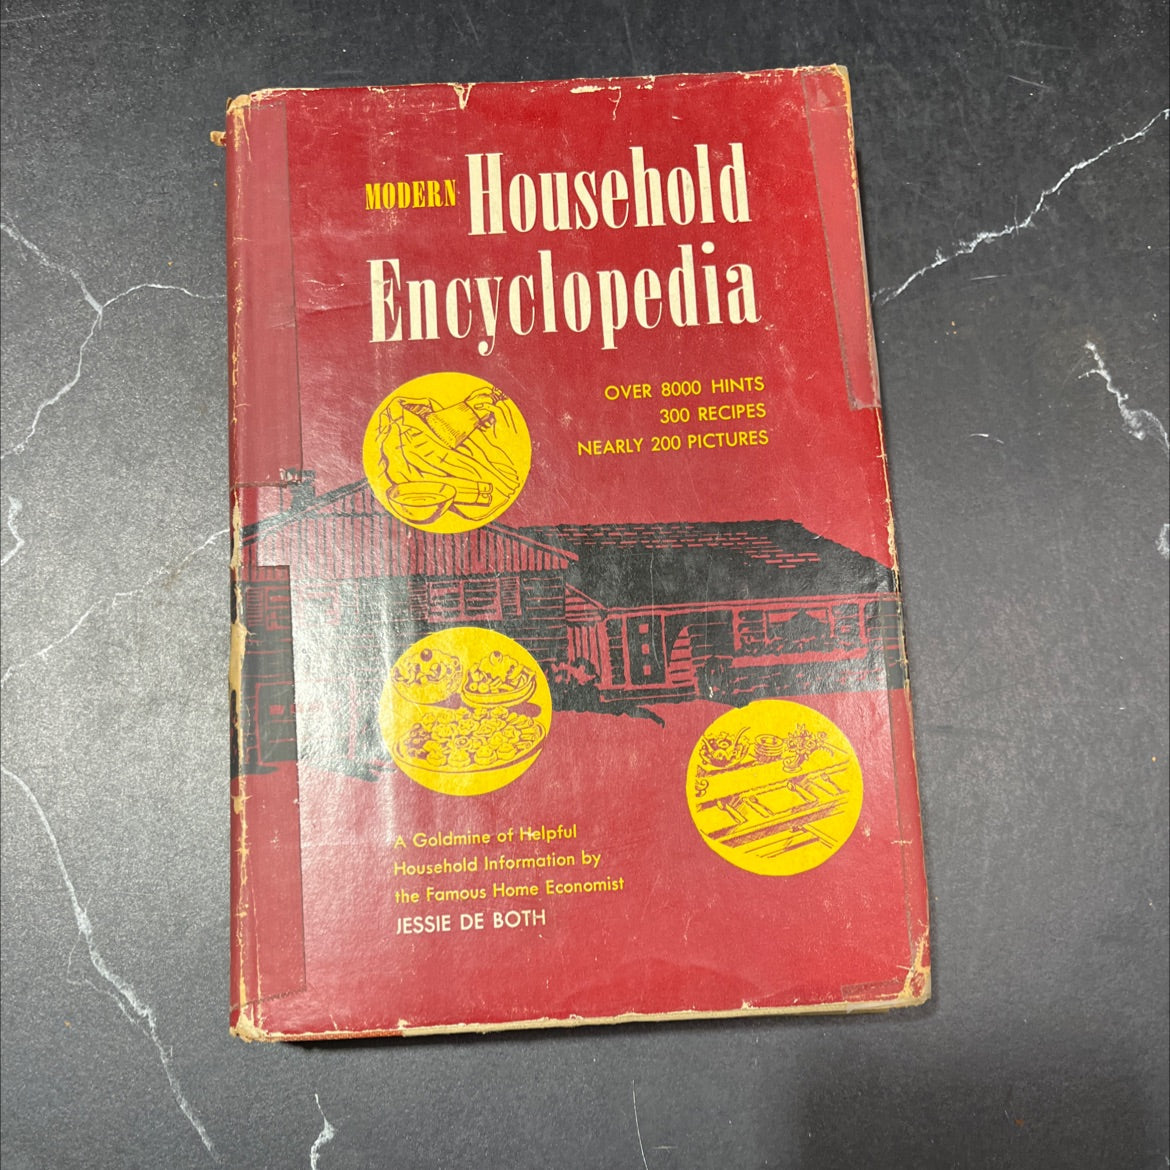 MODERN Household
Encyclopedia
OVER 8000 HINTS
300 RECIPES
NEARLY 200 PICTURES
A Goldmine of Helpful
Household Information by
the Famous Home Economist
JESSIE DE BOTH